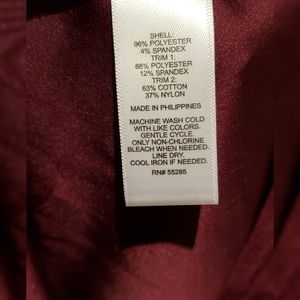 SHELL:
96% POLYESTER
4% SPANDEX
TRIM 1:
88% POLYESTER
12% SPANDEX
TRIM 2:
63% COTTON
37% NYLON
MADE IN PHILIPPINES
MACHINE WASH COLD
WITH LIKE COLORS.
GENTLE CYCLE.
ONLY NON-CHLORINE
BLEACH WHEN NEEDED.
LINE DRY.
COOL IRON IF NEEDED.
RN# 55285